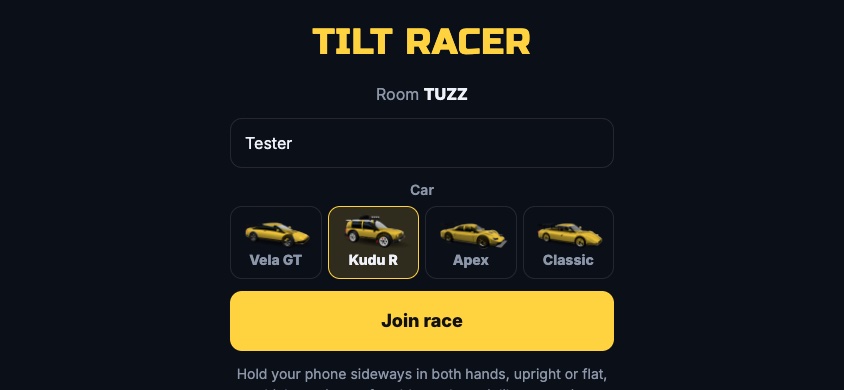 TILT RACER
Room TUZZ
Tester
Car
Vela GT
Kudu R
Apex
Classic
Join race
Hold your phone sideways in both hands, upright or flat,